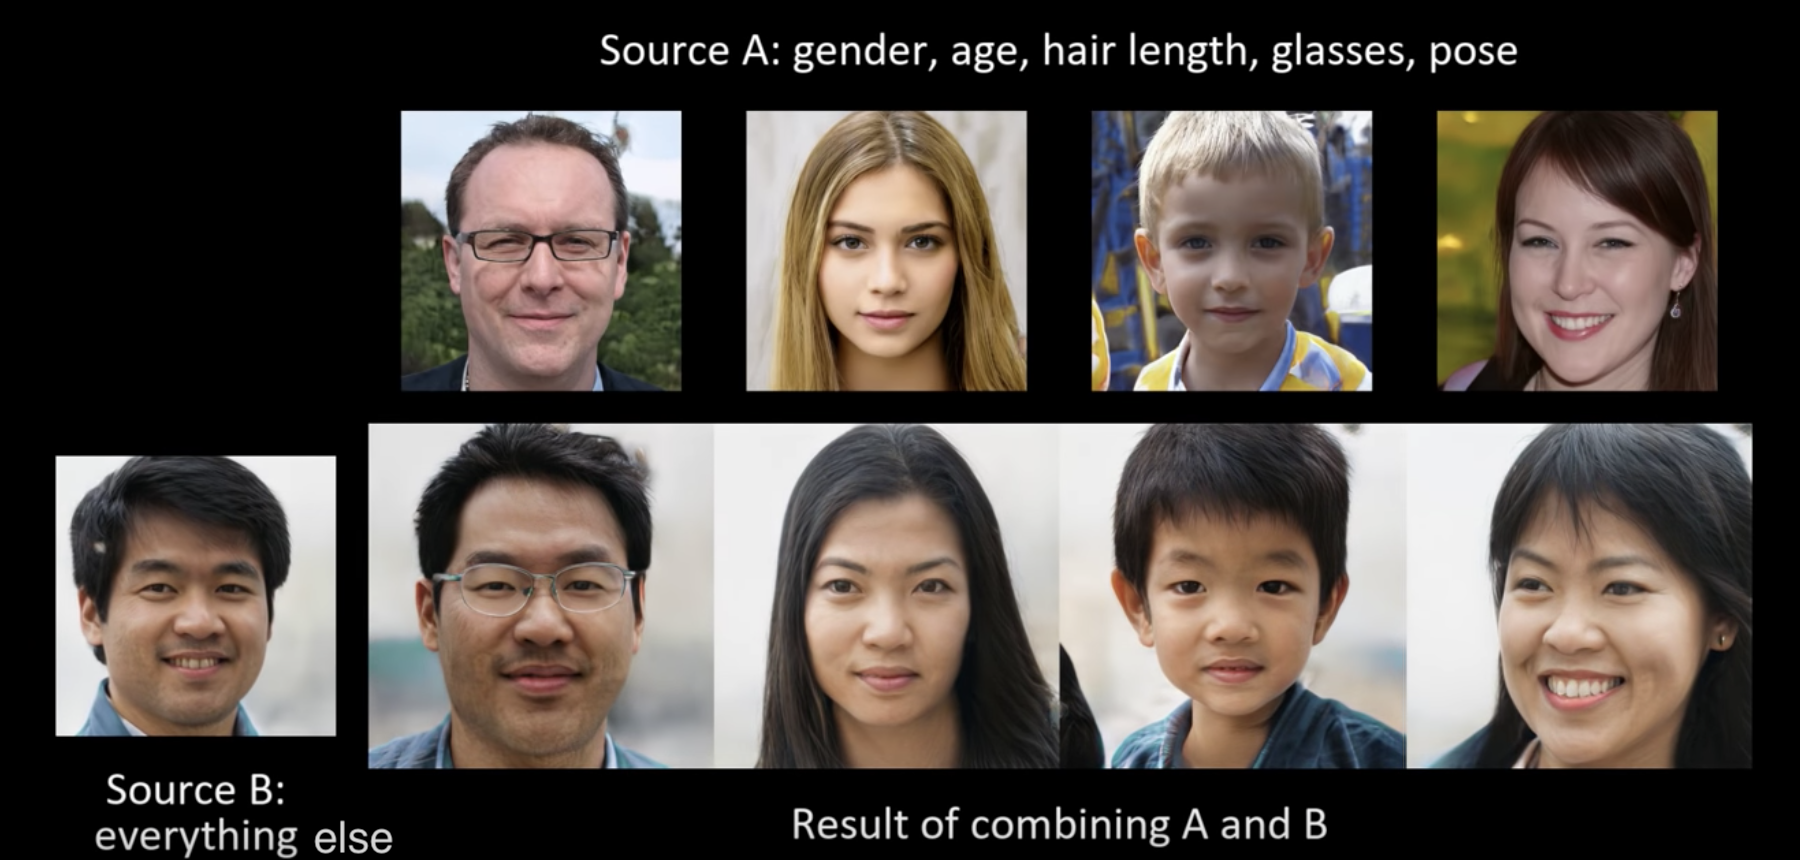 Source A: gender, age, hair length, glasses, pose
Source B:
everything else
Result of combining A and B